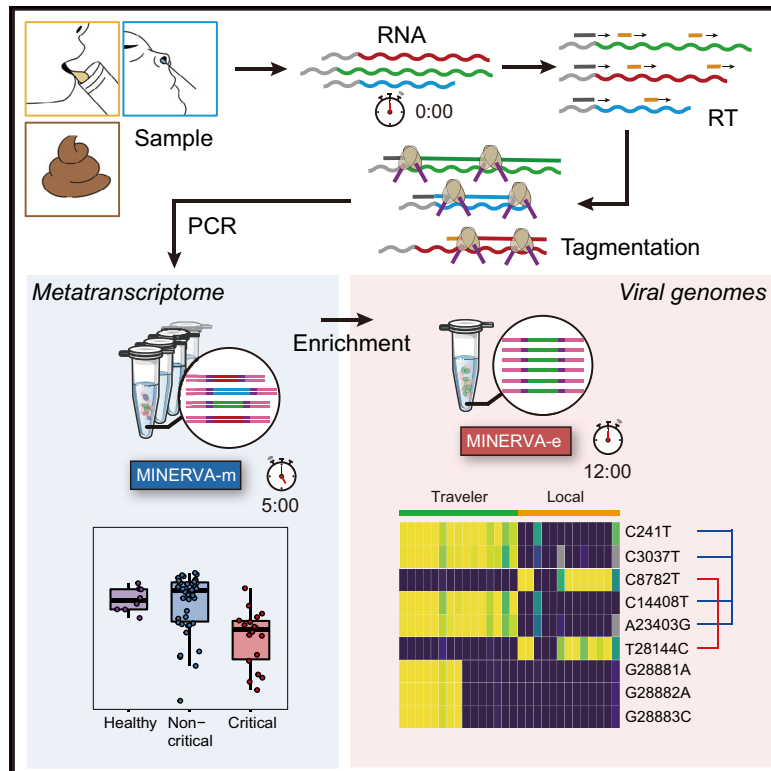 RNA
Sample
0:00
RT
PCR
Tagmentation
Metatranscriptome
Viral genomes
Enrichment
MINERVA-m
5:00
MINERVA-e
12:00
Traveler
Local
C241T
C3037T
C8782T
C14408T
A23403G
T28144C
G28881A
G28882A
G28883C
Healthy
Non-
critical
Critical